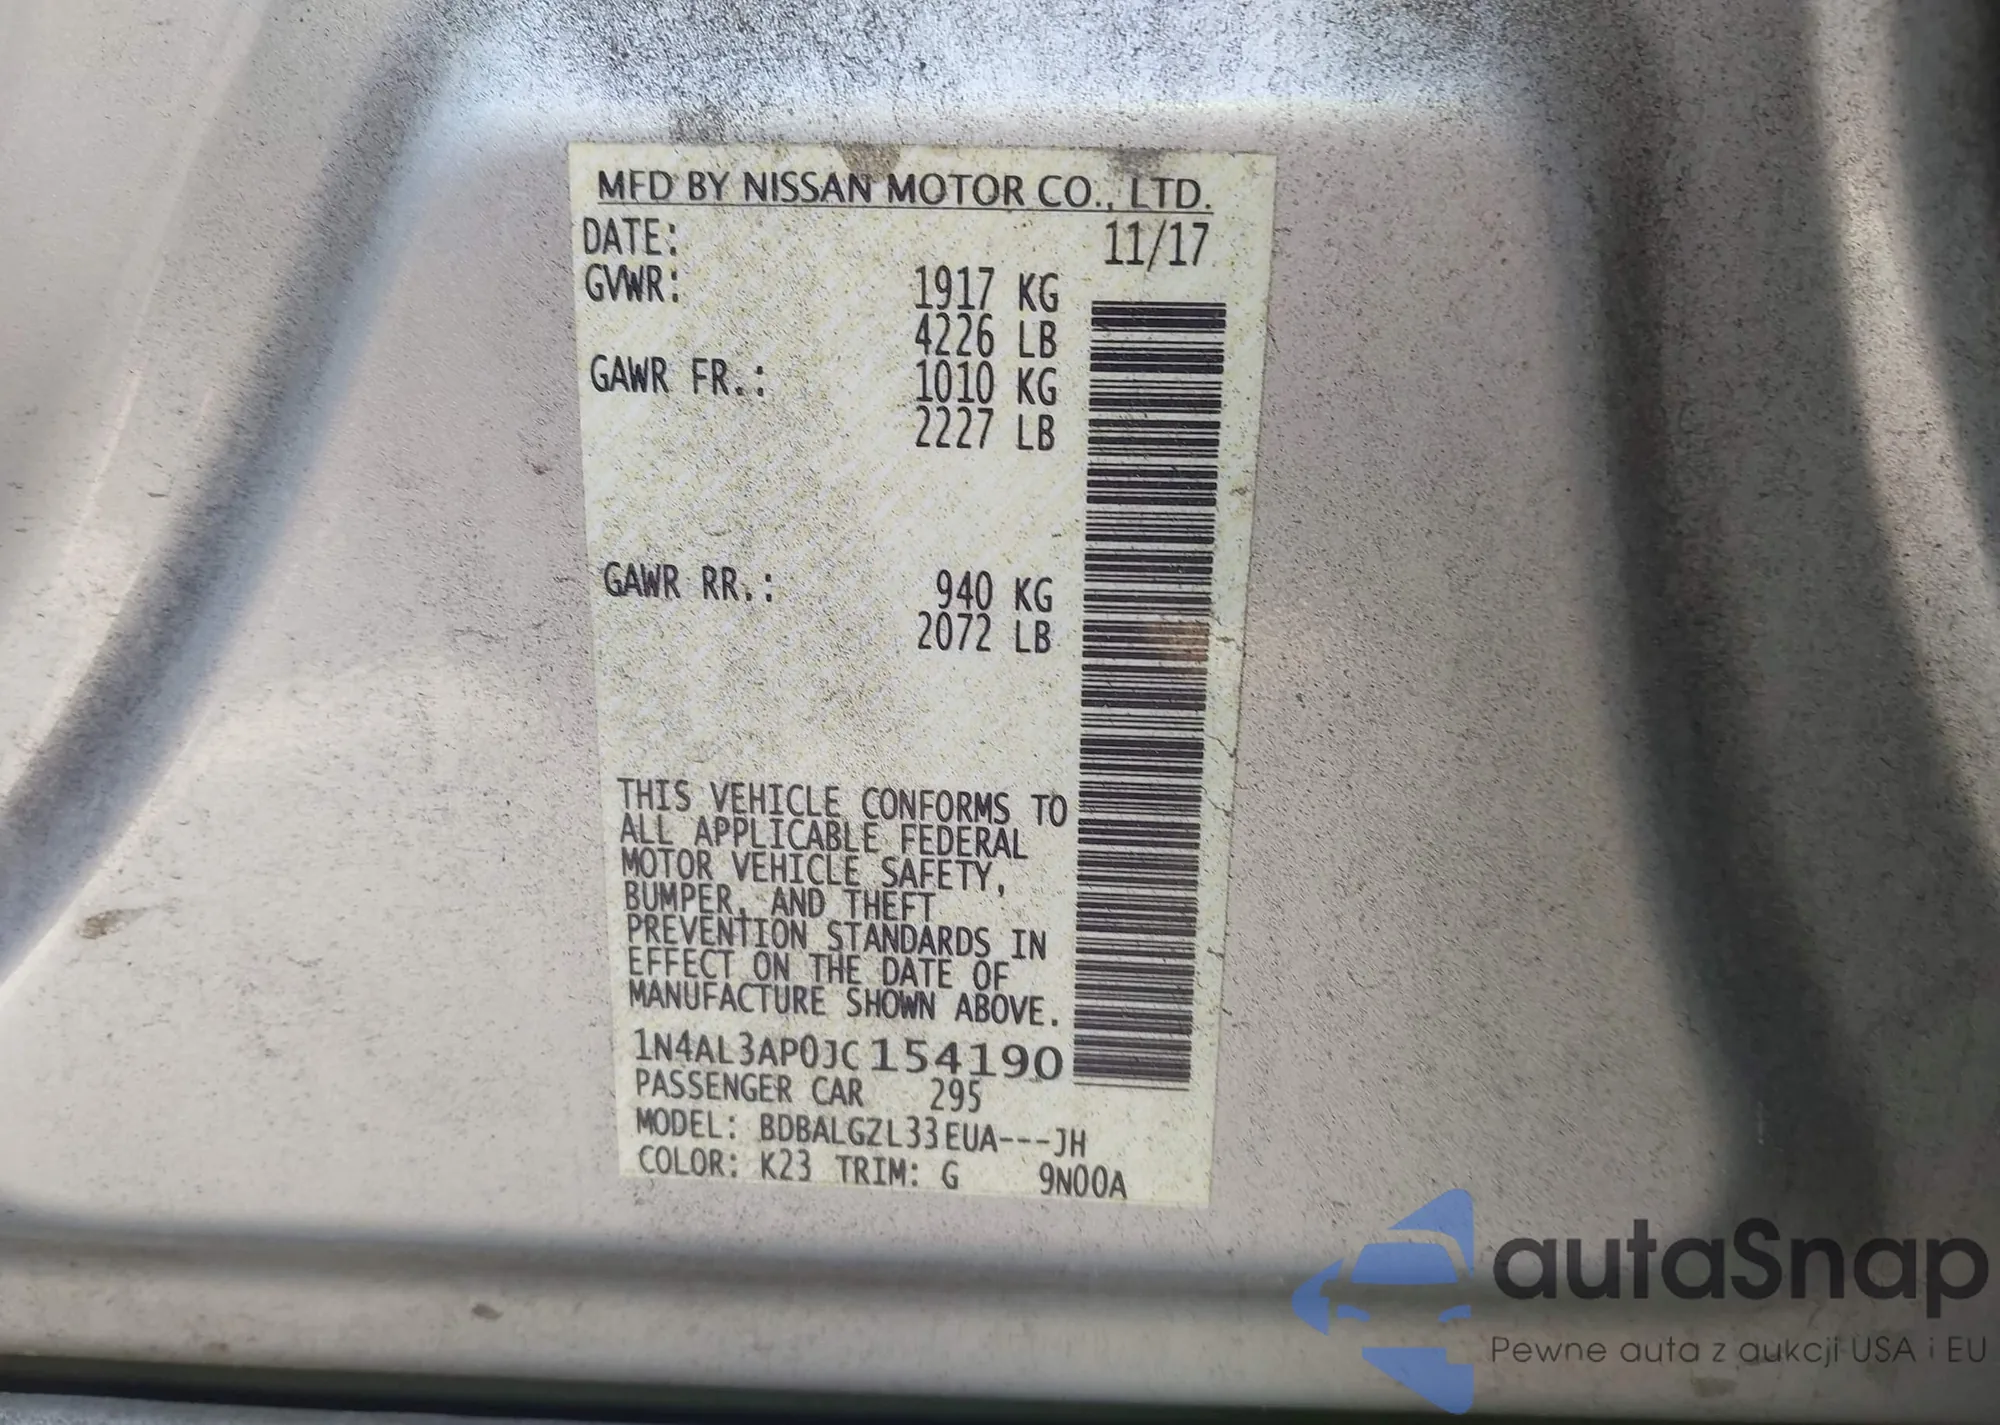 MFD BY NISSAN MOTOR CO., LTD.
DATE: 11/17
GVWR: 1917 KG
4226 LB
GAWR FR.: 1010 KG
2227 LB
GAWR RR.: 940 KG
2072 LB
THIS VEHICLE CONFORMS TO
ALL APPLICABLE FEDERAL
MOTOR VEHICLE SAFETY,
BUMPER, AND THEFT
PREVENTION STANDARDS IN
EFFECT ON THE DATE OF
MANUFACTURE SHOWN ABOVE.
1N4AL3AP0JC154190
PASSENGER CAR 295
MODEL: BDBALGZL33EUA---JH
COLOR: K23 TRIM: G 9N00A
autaSnap
Pewne auta z aukcji USA i EU